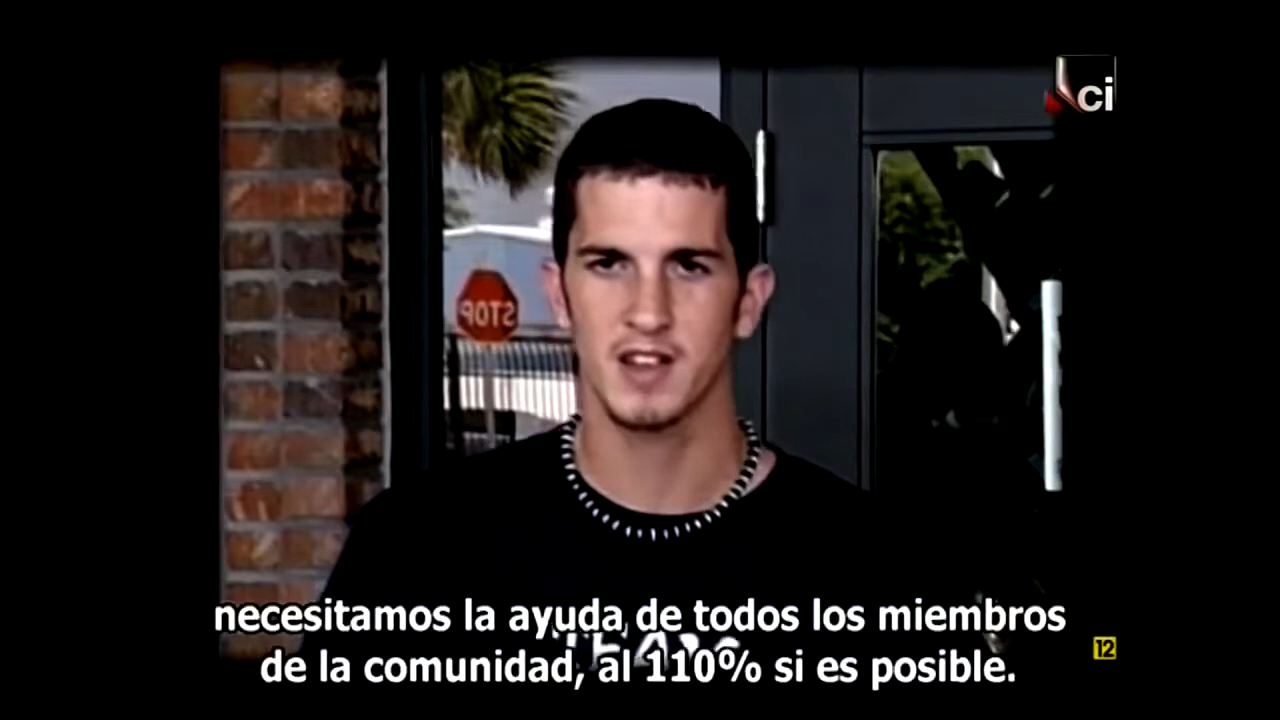 ci
STOP
necesitamos la ayuda de todos los miembros
de la comunidad, al 110% si es posible.
12